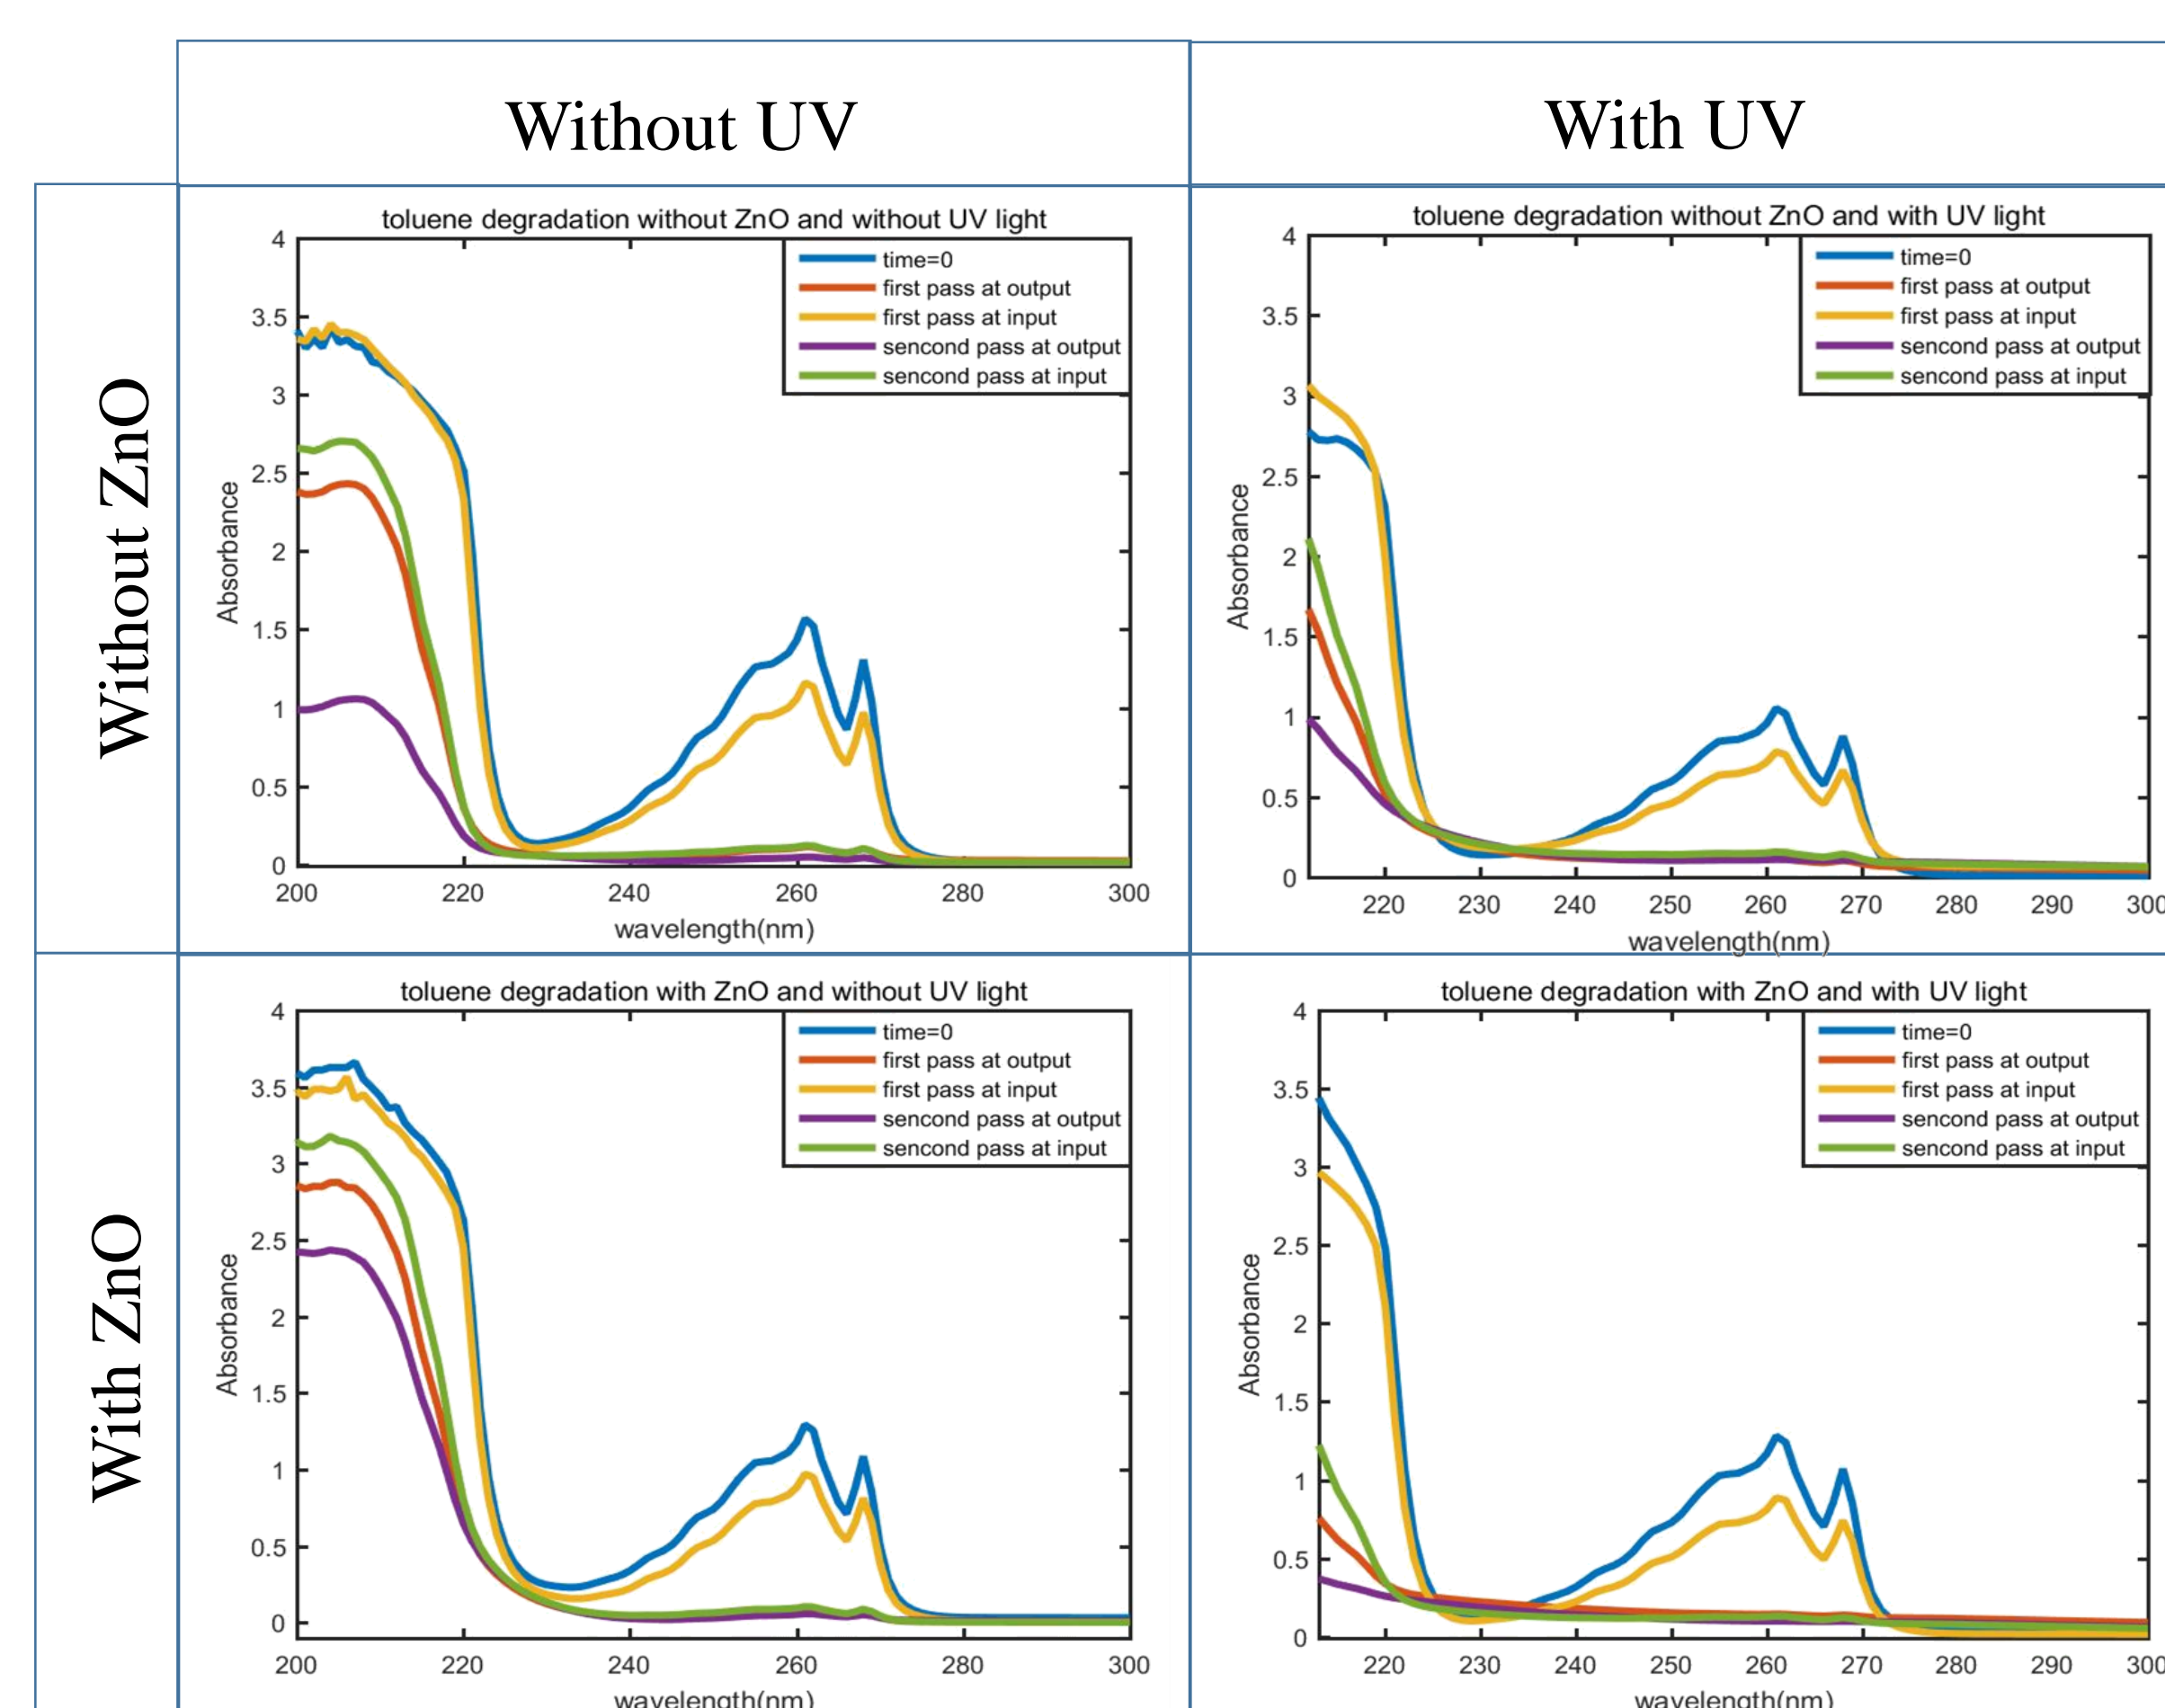 Without UV
With UV
Without ZnO
toluene degradation without ZnO and without UV light
4
3.5
3
2.5
2
1.5
1
0.5
0
Absorbance
time=0
first pass at output
first pass at input
sencond pass at output
sencond pass at input
200
220
240
260
280
300
wavelength(nm)
toluene degradation without ZnO and with UV light
4
3.5
3
2.5
2
1.5
1
0.5
0
Absorbance
time=0
first pass at output
first pass at input
sencond pass at output
sencond pass at input
220
230
240
250
260
270
280
290
300
wavelength(nm)
With ZnO
toluene degradation with ZnO and without UV light
4
3.5
3
2.5
2
1.5
1
0.5
0
Absorbance
time=0
first pass at output
first pass at input
sencond pass at output
sencond pass at input
200
220
240
260
280
300
wavelength(nm)
toluene degradation with ZnO and with UV light
4
3.5
3
2.5
2
1.5
1
0.5
0
Absorbance
time=0
first pass at output
first pass at input
sencond pass at output
sencond pass at input
220
230
240
250
260
270
280
290
300
wavelength(nm)